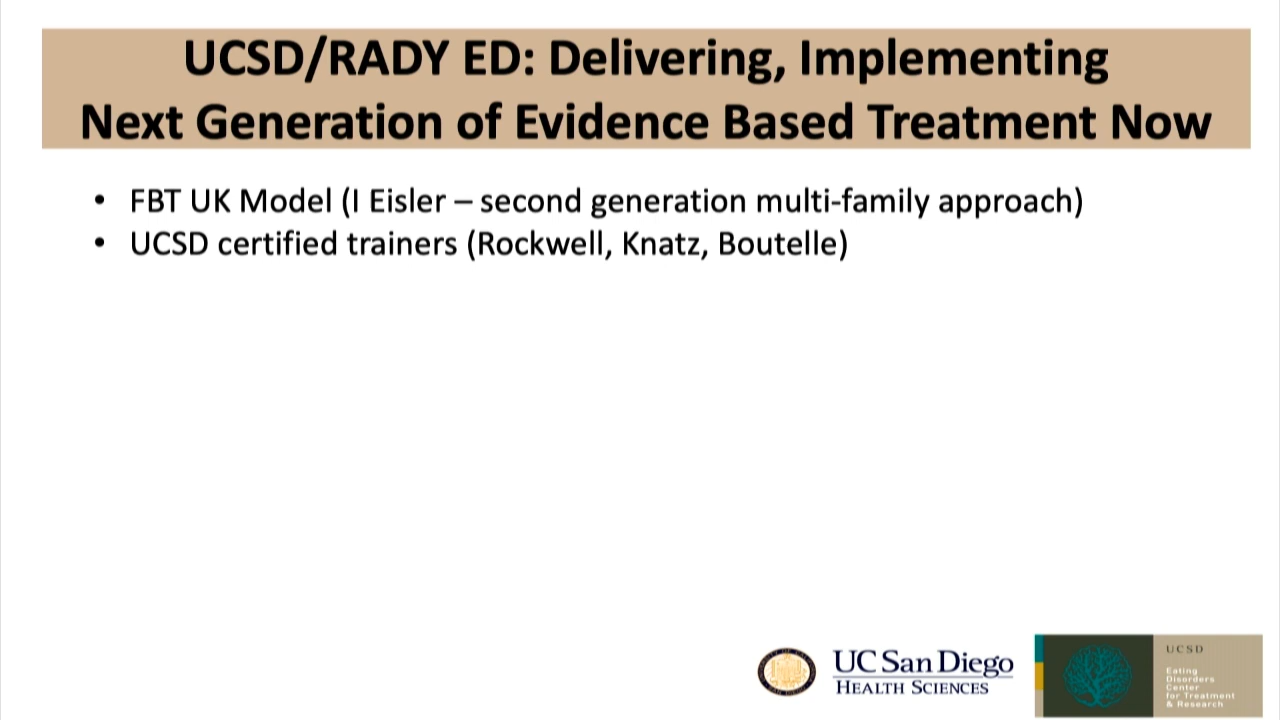 UCSD/RADY ED: Delivering, Implementing
Next Generation of Evidence Based Treatment Now
• FBT UK Model (I Eisler – second generation multi-family approach)
• UCSD certified trainers (Rockwell, Knatz, Boutelle)
UC San Diego
HEALTH SCIENCES
UCSD
Eating
Disorders
Center
for Treatment
& Research